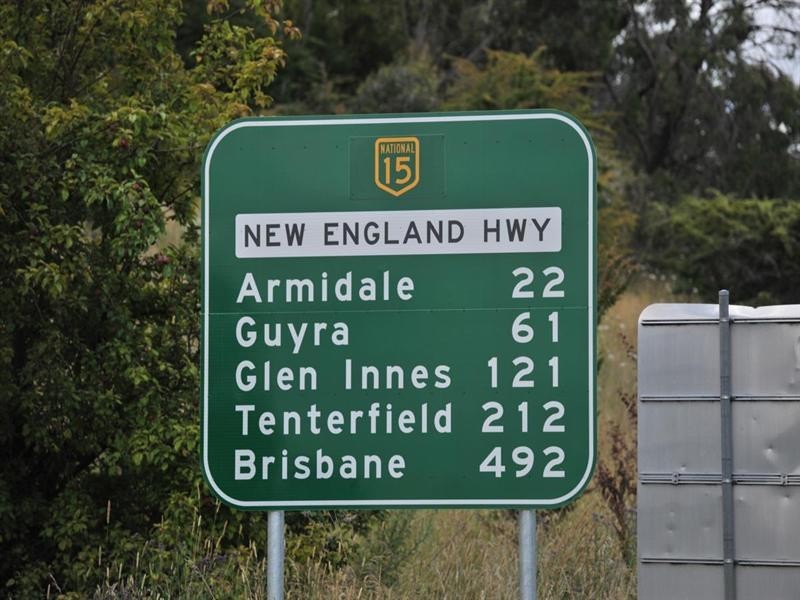 NATIONAL
15
NEW ENGLAND HWY
Armidale 22
Guyra 61
Glen Innes 121
Tenterfield 212
Brisbane 492